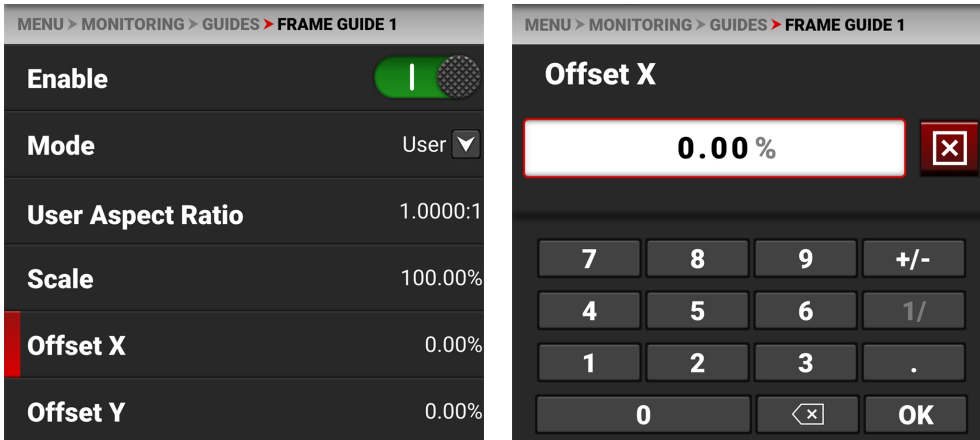 MENU > MONITORING > GUIDES > FRAME GUIDE 1
Enable
Mode User
User Aspect Ratio 1.0000:1
Scale 100.00%
Offset X 0.00%
Offset Y 0.00%
MENU > MONITORING > GUIDES > FRAME GUIDE 1
Offset X
0.00 %
7 8 9 +/-
4 5 6 1/
1 2 3 .
0 OK